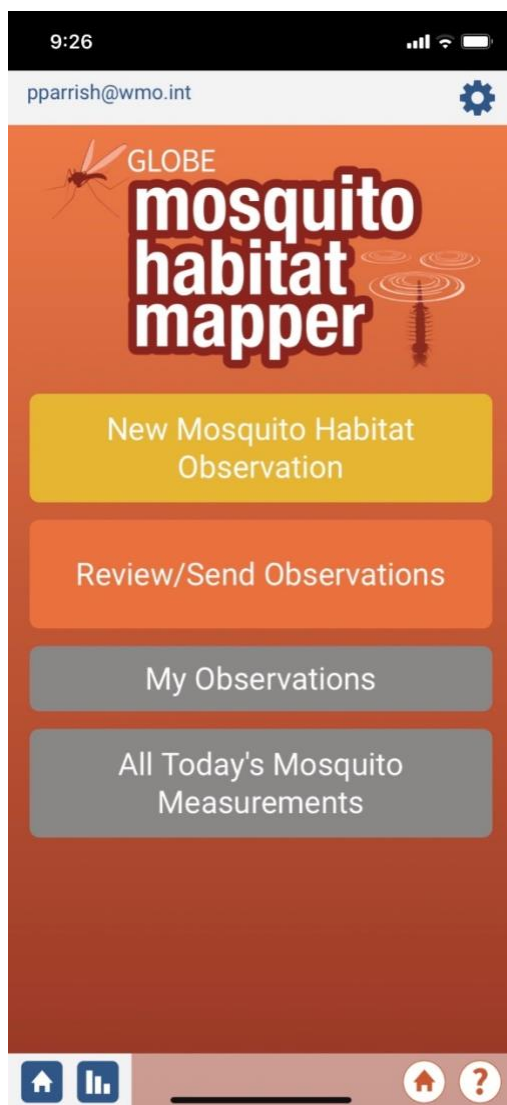 9:26
pparrish@wmo.int
GLOBE
mosquito
habitat
mapper
New Mosquito Habitat
Observation
Review/Send Observations
My Observations
All Today's Mosquito
Measurements
?